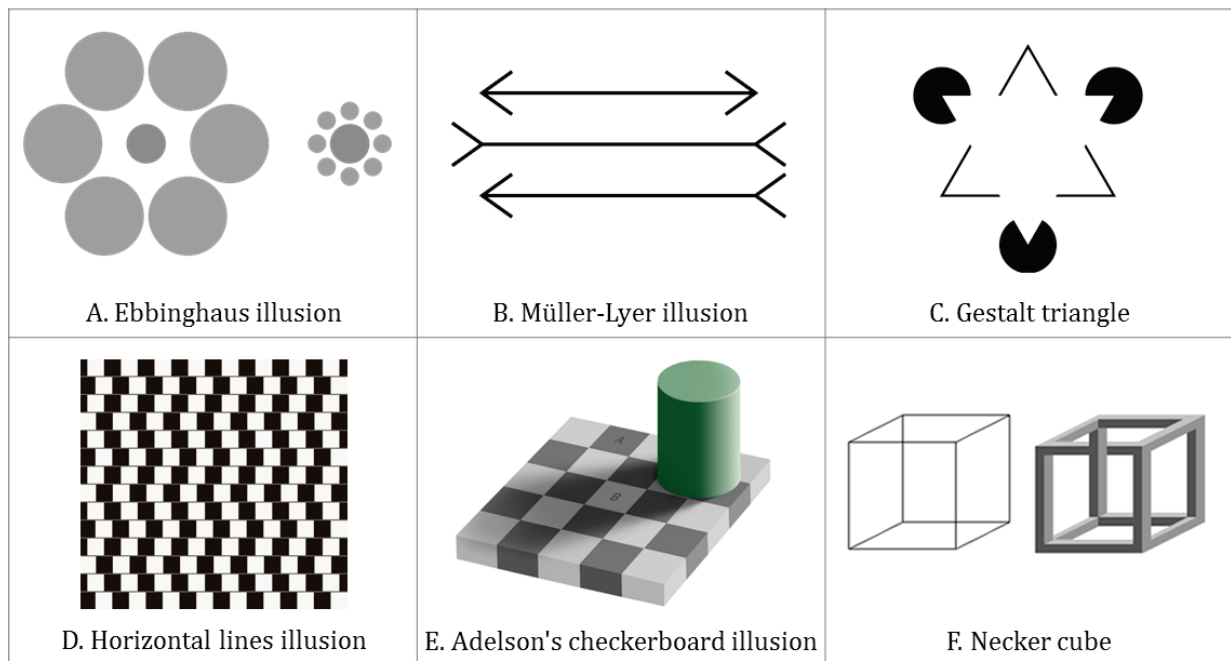 A. Ebbinghaus illusion
B. Müller-Lyer illusion
C. Gestalt triangle
A
B
D. Horizontal lines illusion
E. Adelson's checkerboard illusion
F. Necker cube